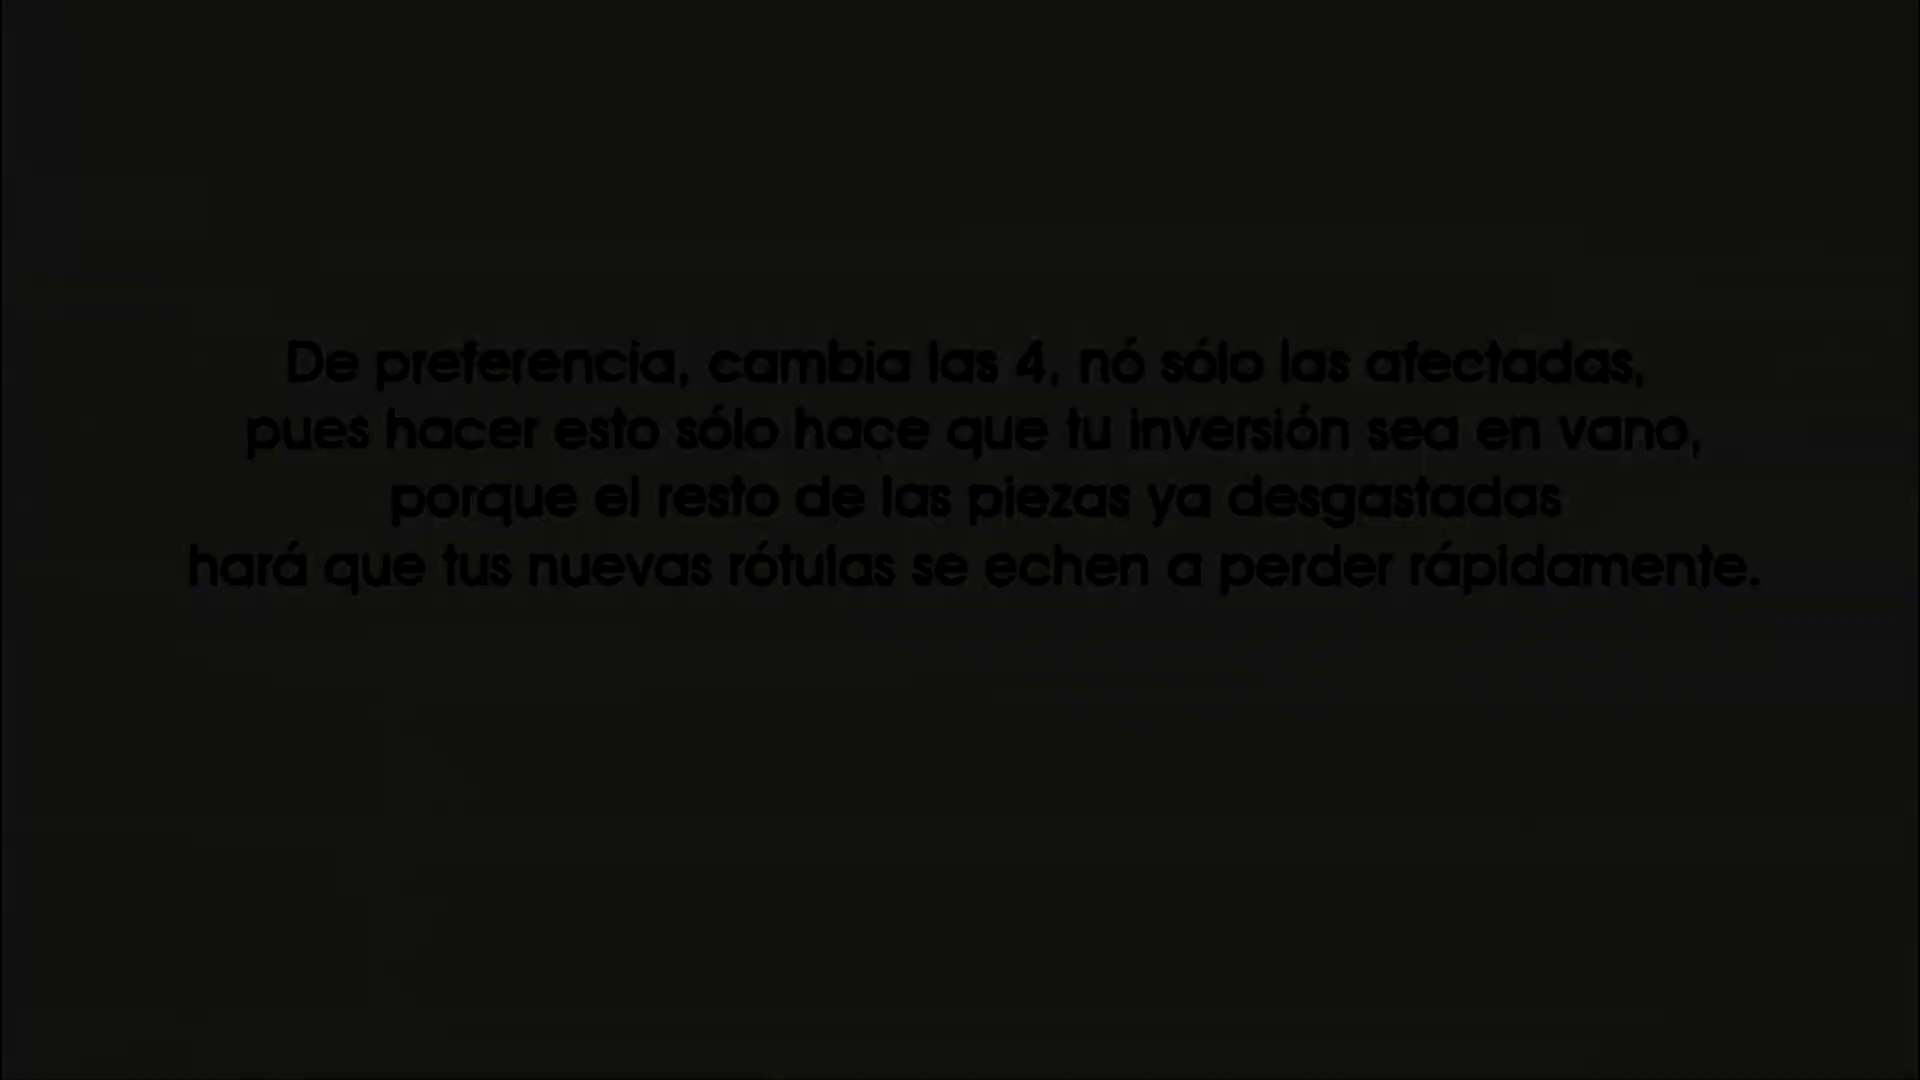 De preferencia, cambia las 4, nó sólo las afectadas,
pues hacer esto sólo hace que tu inversión sea en vano,
porque el resto de las piezas ya desgastadas
hará que tus nuevas rótulas se echen a perder rápidamente.